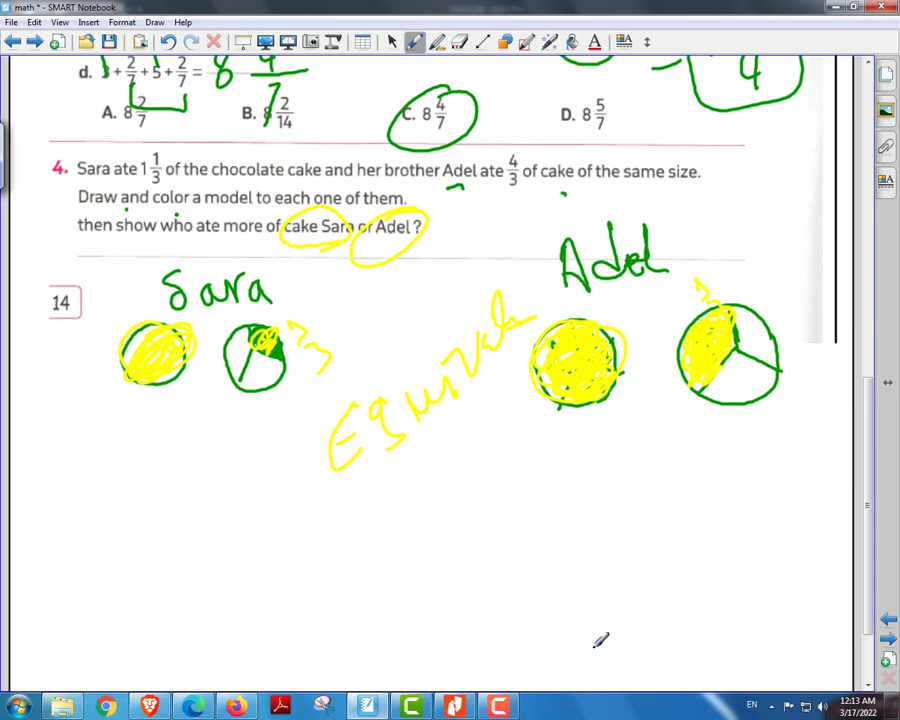 math * - SMART Notebook
File Edit View Insert Format Draw Help
d. 3 + 2/7 + 5 + 2/7 = 8 4/7
4
A. 8 2/7 B. 8 2/14 C. 8 4/7 D. 8 5/7
4. Sara ate 1 1/3 of the chocolate cake and her brother Adel ate 4/3 of cake of the same size.
Draw and color a model to each one of them.
then show who ate more of cake Sara or Adel ?
14
Sara
Adel
EN 12:13 AM
3/17/2022